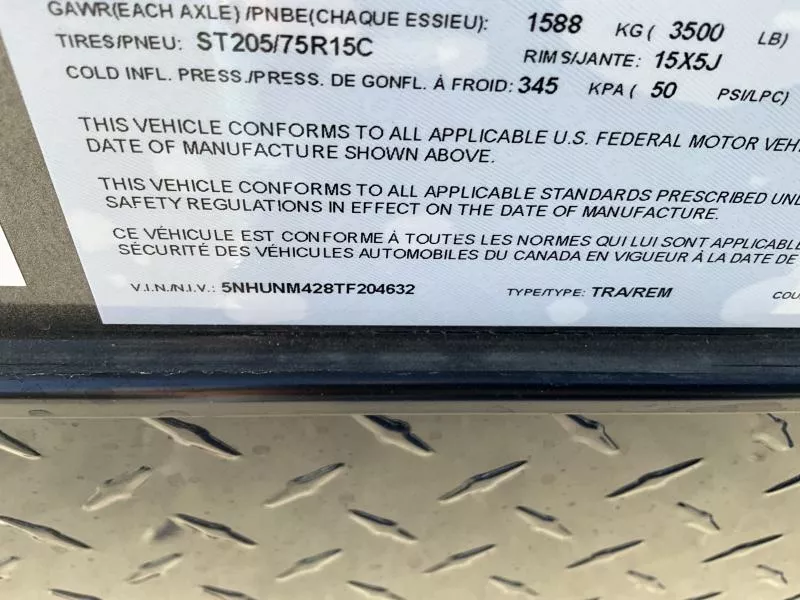 GAWR(EACH AXLE) /PNBE(CHAQUE ESSIEU): 1588 KG ( 3500 LB)
TIRES/PNEU: ST205/75R15C RIMS/JANTE: 15X5J
COLD INFL. PRESS./PRESS. DE GONFL. À FROID: 345 KPA ( 50 PSI/LPC)
THIS VEHICLE CONFORMS TO ALL APPLICABLE U.S. FEDERAL MOTOR
DATE OF MANUFACTURE SHOWN ABOVE.
THIS VEHICLE CONFORMS TO ALL APPLICABLE STANDARDS PRESCRIBED
SAFETY REGULATIONS IN EFFECT ON THE DATE OF MANUFACTURE.
CE VÉHICULE EST CONFORME À TOUTES LES NORMES QUI LUI SONT
SÉCURITÉ DES VÉHICULES AUTOMOBILES DU CANADA EN VIGUEUR À LA DATE DE
V.I.N./N.I.V.: 5NHUNM428TF204632 TYPE/TYPE: TRA/REM